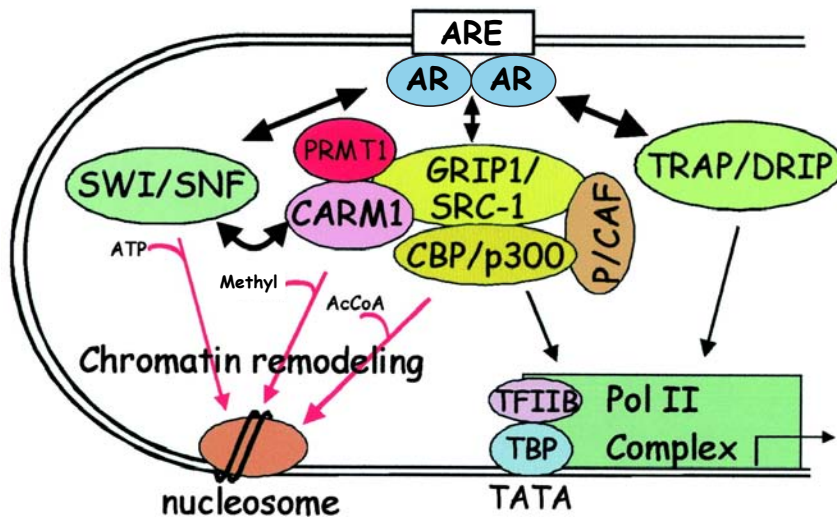 ARE
AR AR
PRMT1
GRIP1/
SRC-1
TRAP/DRIP
SWI/SNF
CARM1
CBP/p300
P/CAF
ATP
Methyl
AcCoA
Chromatin remodeling
TFIIB
Pol II
TBP
Complex
nucleosome
TATA